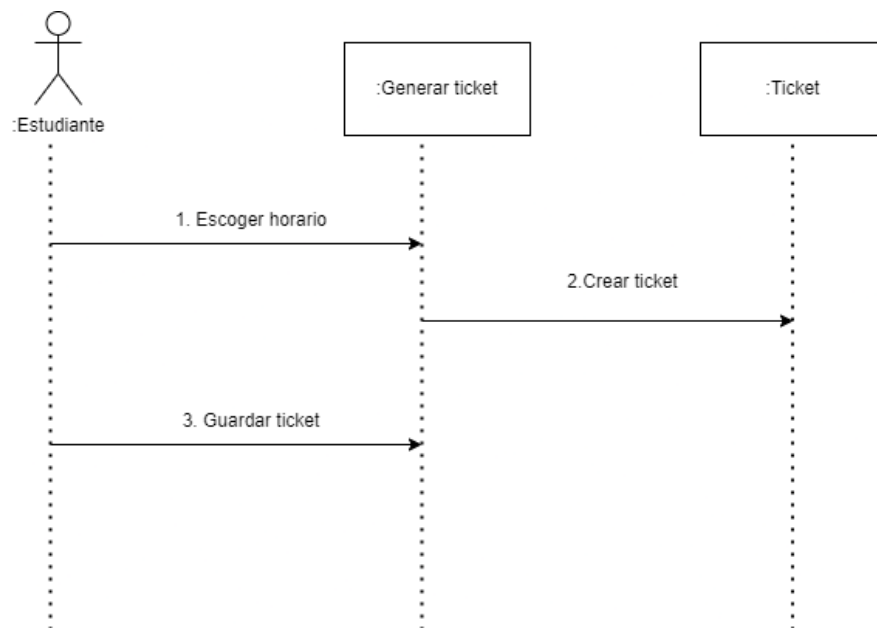 :Generar ticket
:Ticket
:Estudiante
1. Escoger horario
2.Crear ticket
3. Guardar ticket